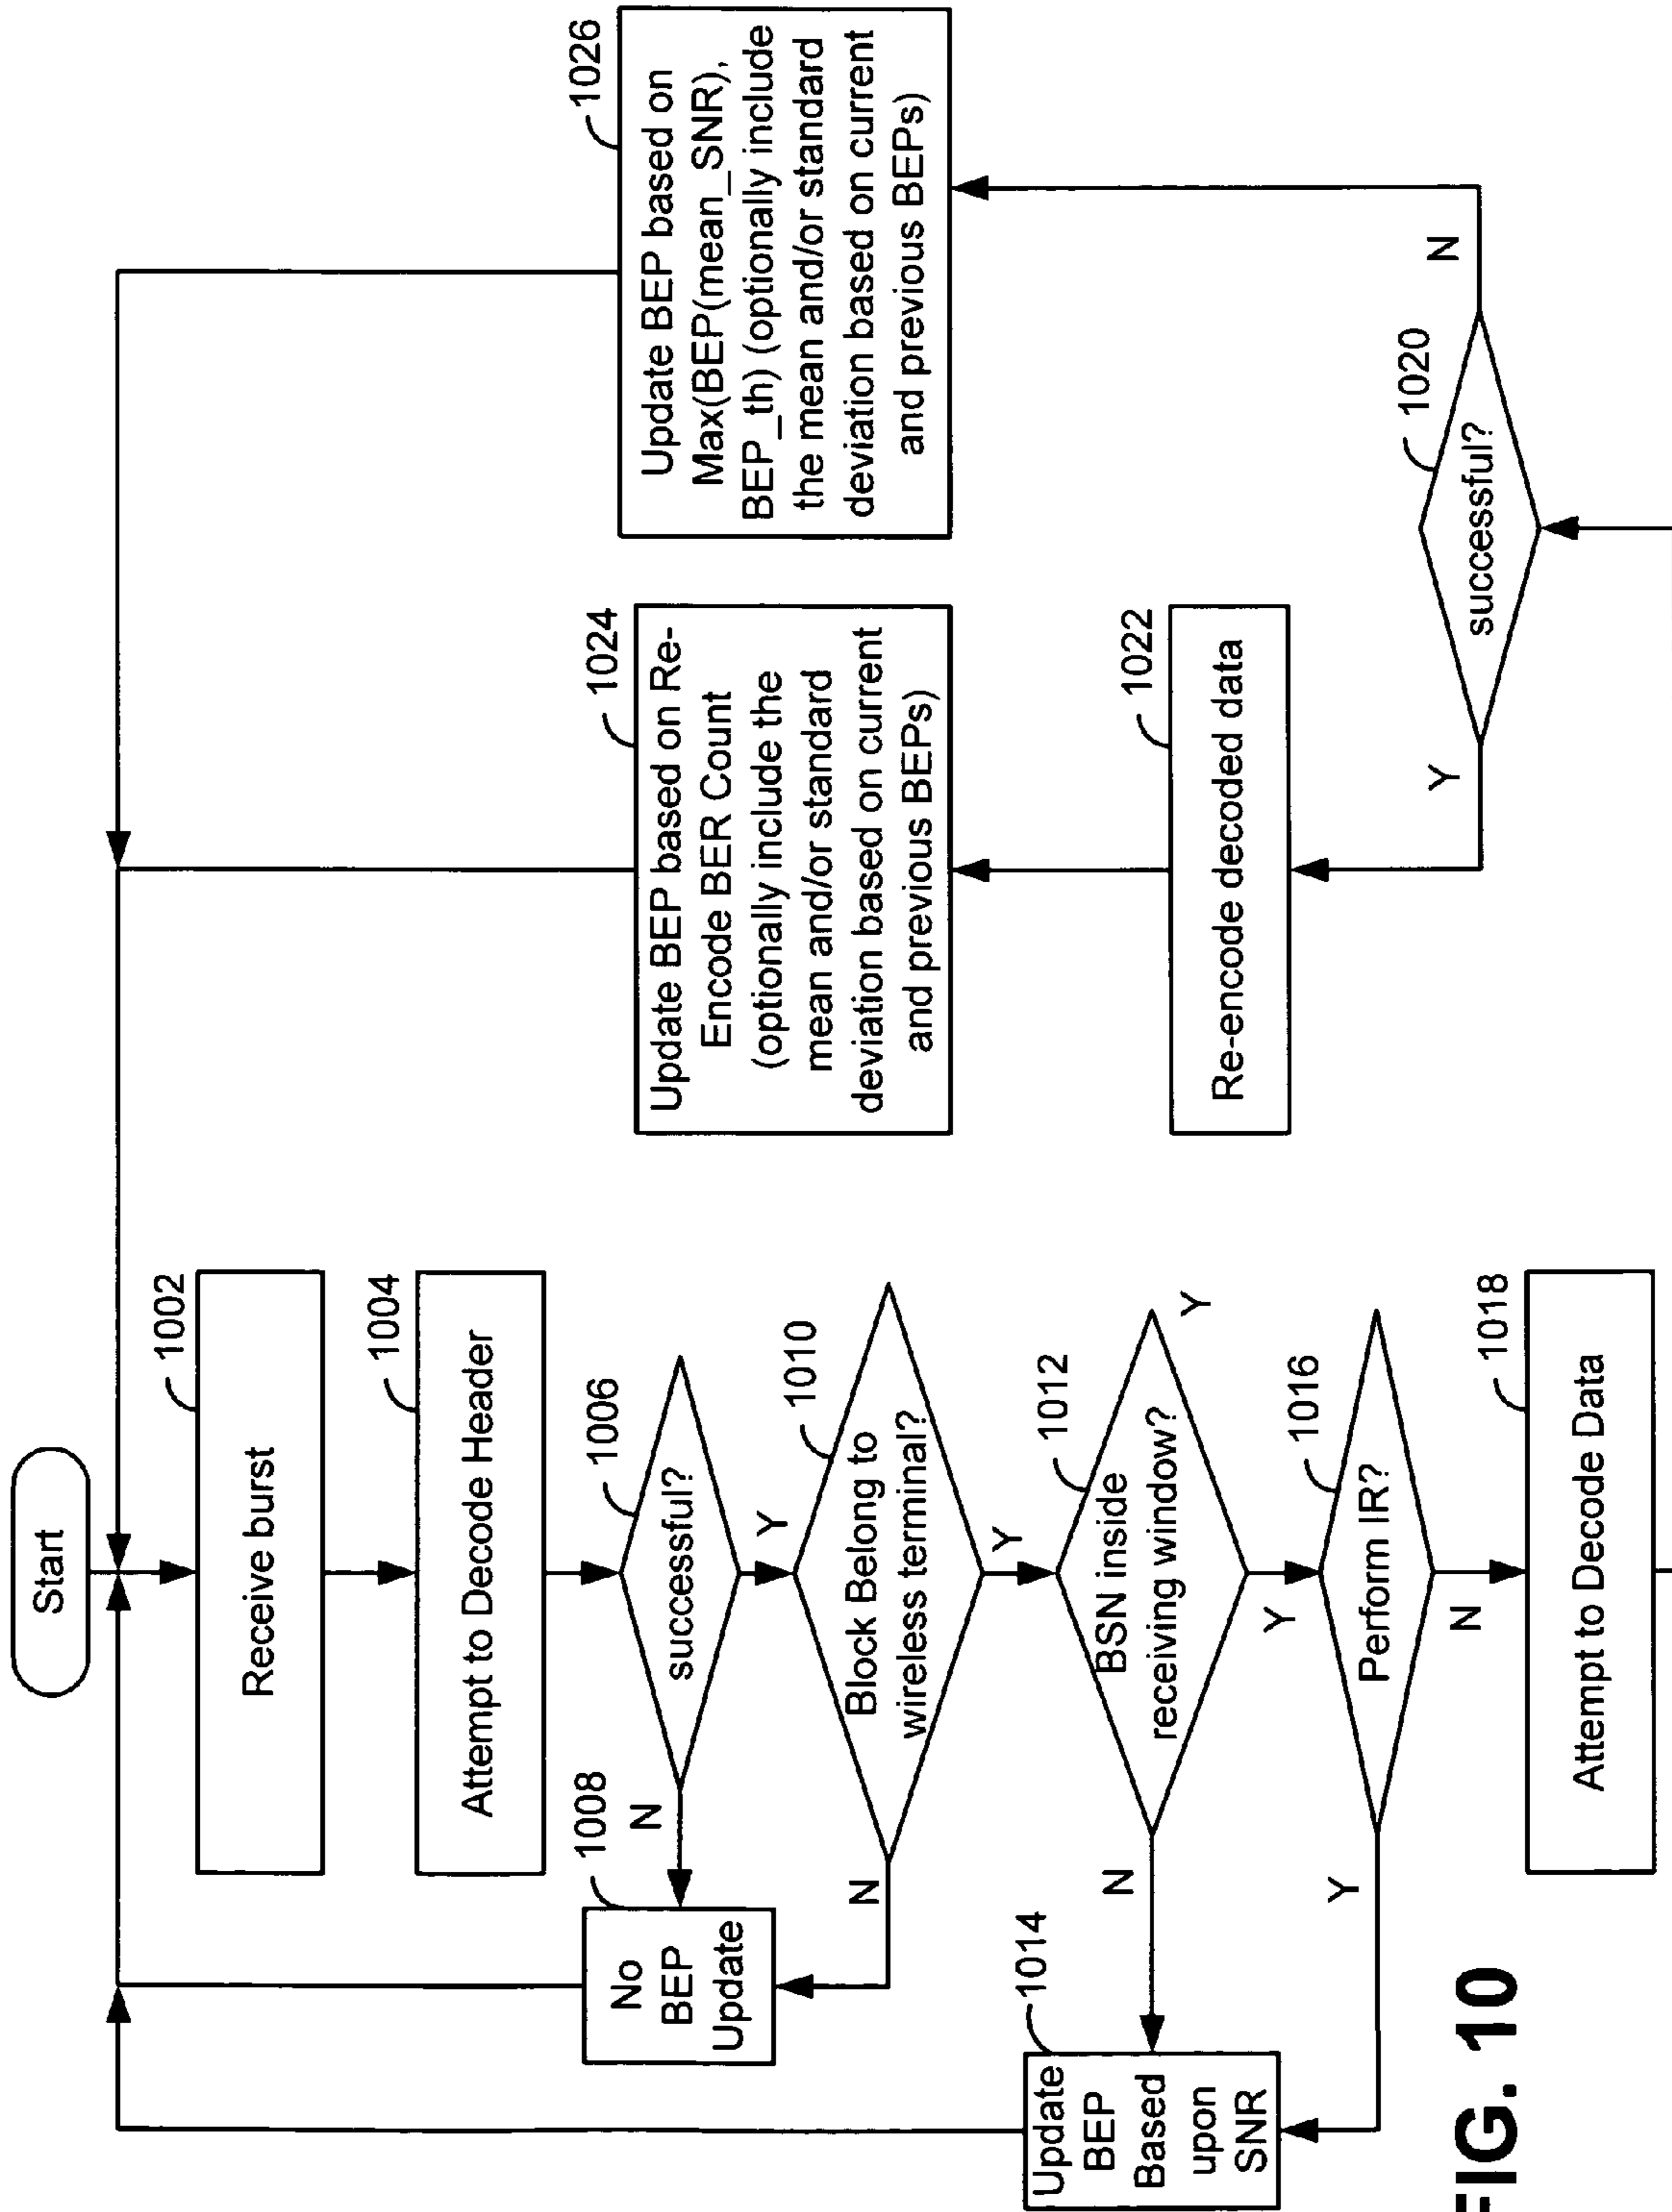 Start
1002
Receive burst
1004
Attempt to Decode Header
1006
successful?
N
Y
1008
No
BEP
Update
1010
Block Belong to
wireless terminal?
N
Y
1012
BSN inside
receiving window?
N
Y
Y
1014
Update
BEP
Based
upon
SNR
1016
Perform IR?
Y
N
1018
Attempt to Decode Data
1020
successful?
Y
N
1022
Re-encode decoded data
1024
Update BEP based on Re-
Encode BER Count
(optionally include the
mean and/or standard
deviation based on current
and previous BEPs)
1026
Update BEP based on
Max(BEP(mean_SNR),
BEP_th) (optionally include
the mean and/or standard
deviation based on current
and previous BEPs)
FIG. 10